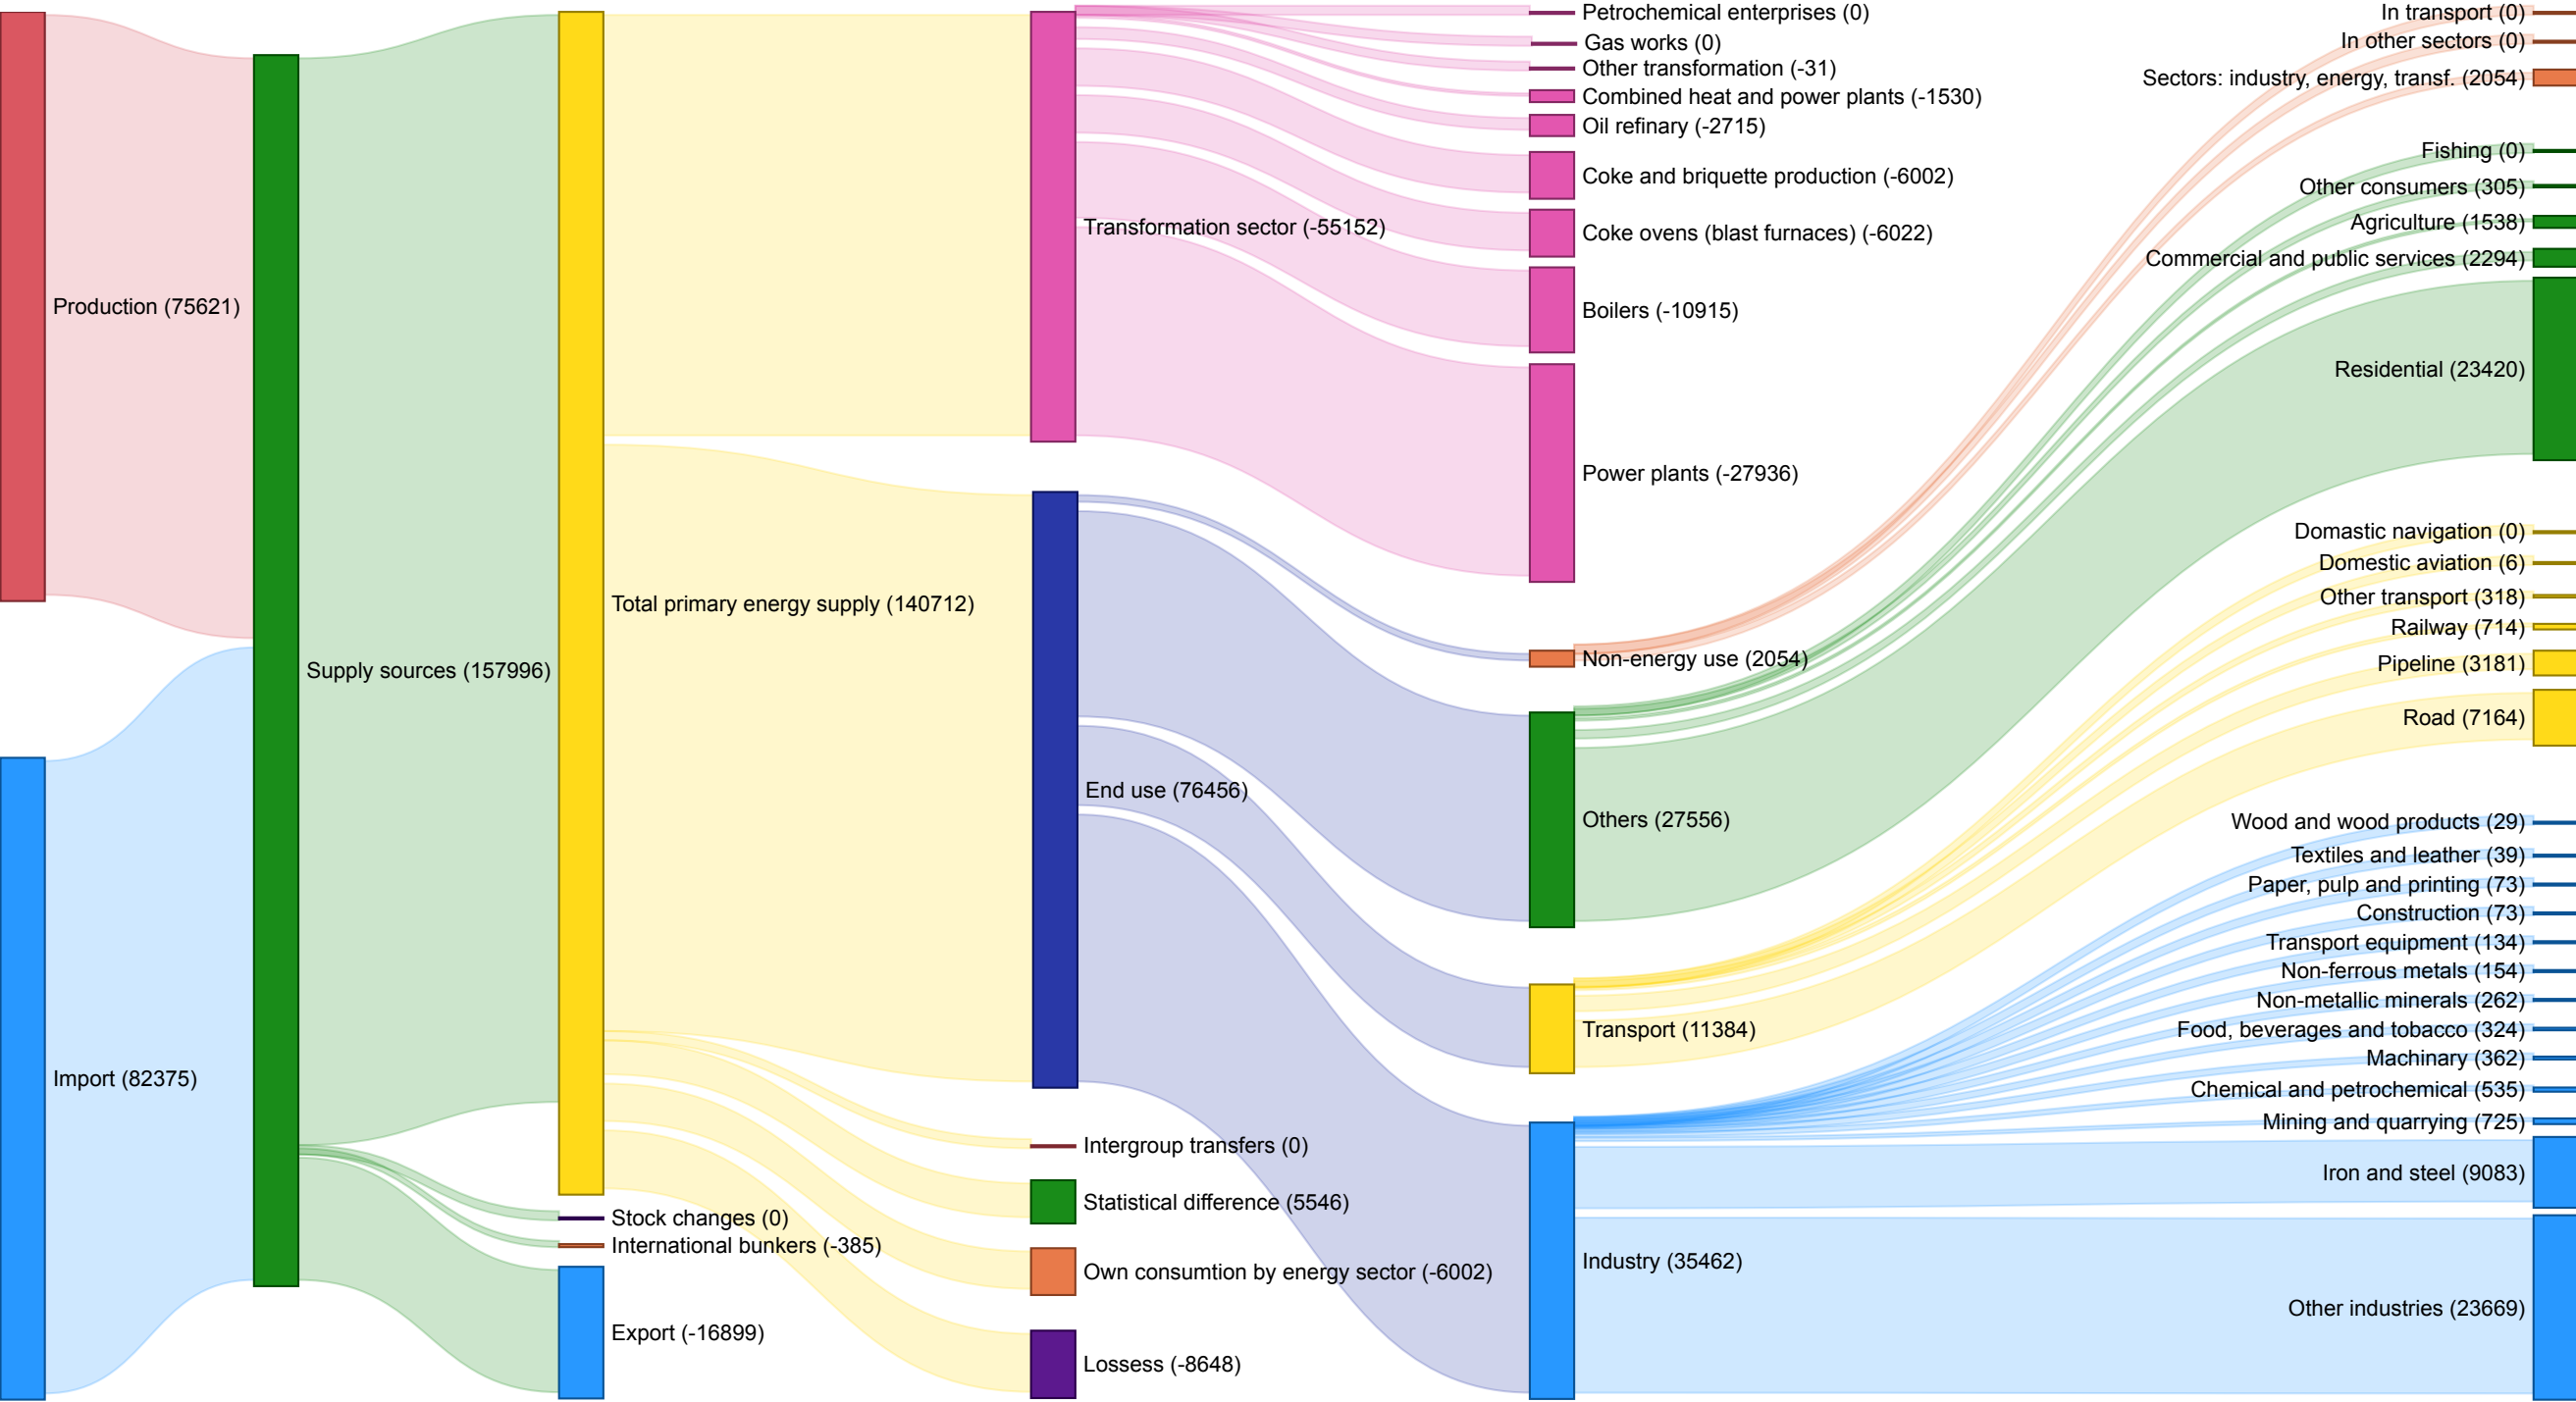 Production (75621)
Import (82375)
Supply sources (157996)
Total primary energy supply (140712)
Stock changes (0)
International bunkers (-385)
Export (-16899)
Transformation sector (-55152)
End use (76456)
Intergroup transfers (0)
Statistical difference (5546)
Own consumtion by energy sector (-6002)
Lossess (-8648)
Petrochemical enterprises (0)
Gas works (0)
Other transformation (-31)
Combined heat and power plants (-1530)
Oil refinary (-2715)
Coke and briquette production (-6002)
Coke ovens (blast furnaces) (-6022)
Boilers (-10915)
Power plants (-27936)
Non-energy use (2054)
Others (27556)
Transport (11384)
Industry (35462)
In transport (0)
In other sectors (0)
Sectors: industry, energy, transf. (2054)
Fishing (0)
Other consumers (305)
Agriculture (1538)
Commercial and public services (2294)
Residential (23420)
Domastic navigation (0)
Domestic aviation (6)
Other transport (318)
Railway (714)
Pipeline (3181)
Road (7164)
Wood and wood products (29)
Textiles and leather (39)
Paper, pulp and printing (73)
Construction (73)
Transport equipment (134)
Non-ferrous metals (154)
Non-metallic minerals (262)
Food, beverages and tobacco (324)
Machinary (362)
Chemical and petrochemical (535)
Mining and quarrying (725)
Iron and steel (9083)
Other industries (23669)